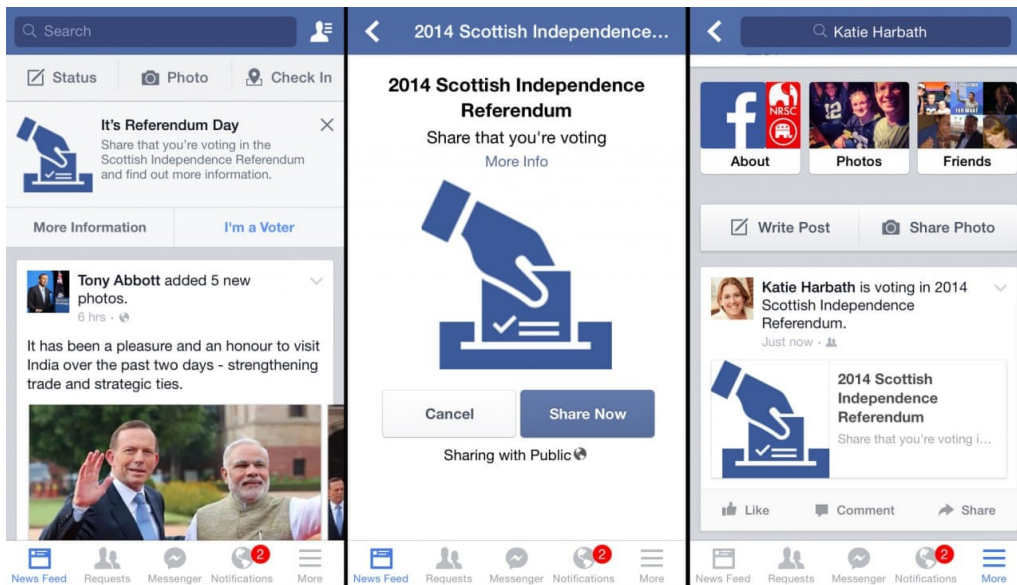 Search
Status
Photo
Check In
It's Referendum Day
Share that you're voting in the
Scottish Independence Referendum
and find out more information.
More Information
I'm a Voter
Tony Abbott added 5 new
photos.
6 hrs
It has been a pleasure and an honour to visit
India over the past two days - strengthening
trade and strategic ties.
News Feed
Requests
Messenger
2
Notifications
More
2014 Scottish Independence...
2014 Scottish Independence
Referendum
Share that you're voting
More Info
Cancel
Share Now
Sharing with Public
News Feed
Requests
Messenger
2
Notifications
More
Katie Harbath
NRSC
About
Photos
Friends
Write Post
Share Photo
Katie Harbath is voting in 2014
Scottish Independence
Referendum.
Just now
2014 Scottish
Independence
Referendum
Share that you're voting i...
Like
Comment
Share
News Feed
Requests
Messenger
2
Notifications
More